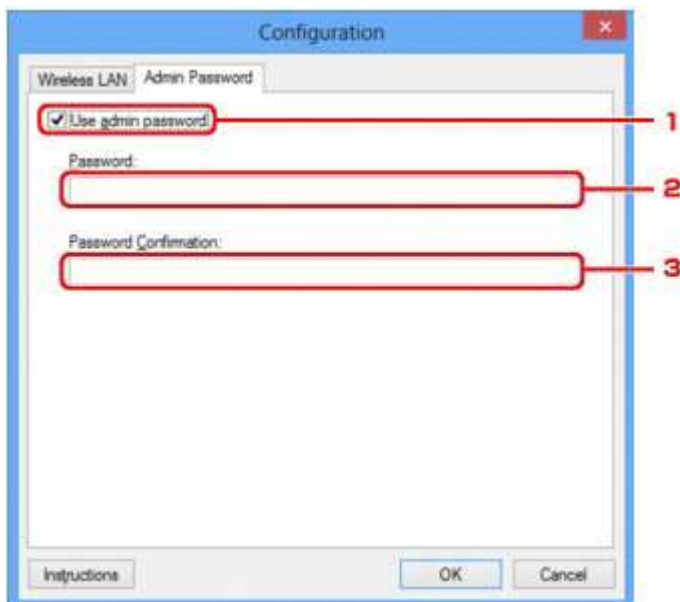 Configuration
Wireless LAN Admin Password
Use admin password 1
Password:
2
Password Confirmation:
3
Instructions OK Cancel